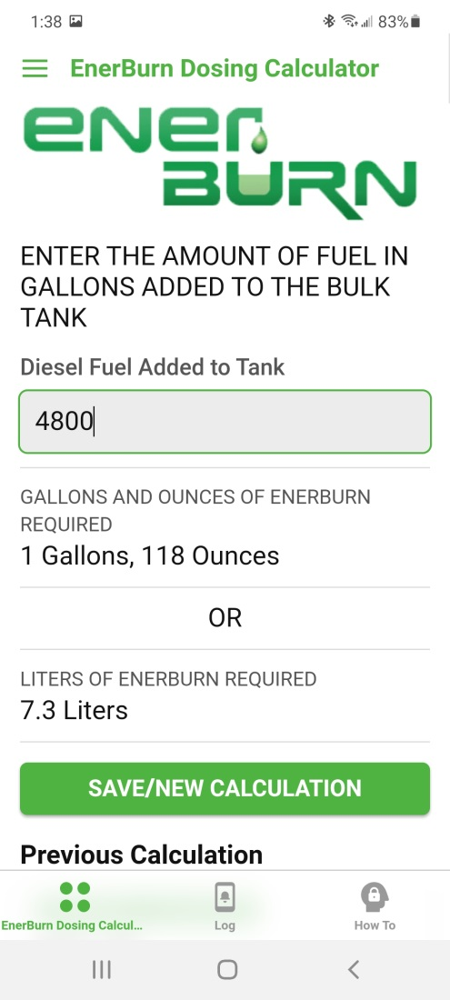 1:38
83%
EnerBurn Dosing Calculator
ener
BURN
ENTER THE AMOUNT OF FUEL IN
GALLONS ADDED TO THE BULK
TANK
Diesel Fuel Added to Tank
4800
GALLONS AND OUNCES OF ENERBURN
REQUIRED
1 Gallons, 118 Ounces
OR
LITERS OF ENERBURN REQUIRED
7.3 Liters
SAVE/NEW CALCULATION
Previous Calculation
EnerBurn Dosing Calcul...
Log
How To